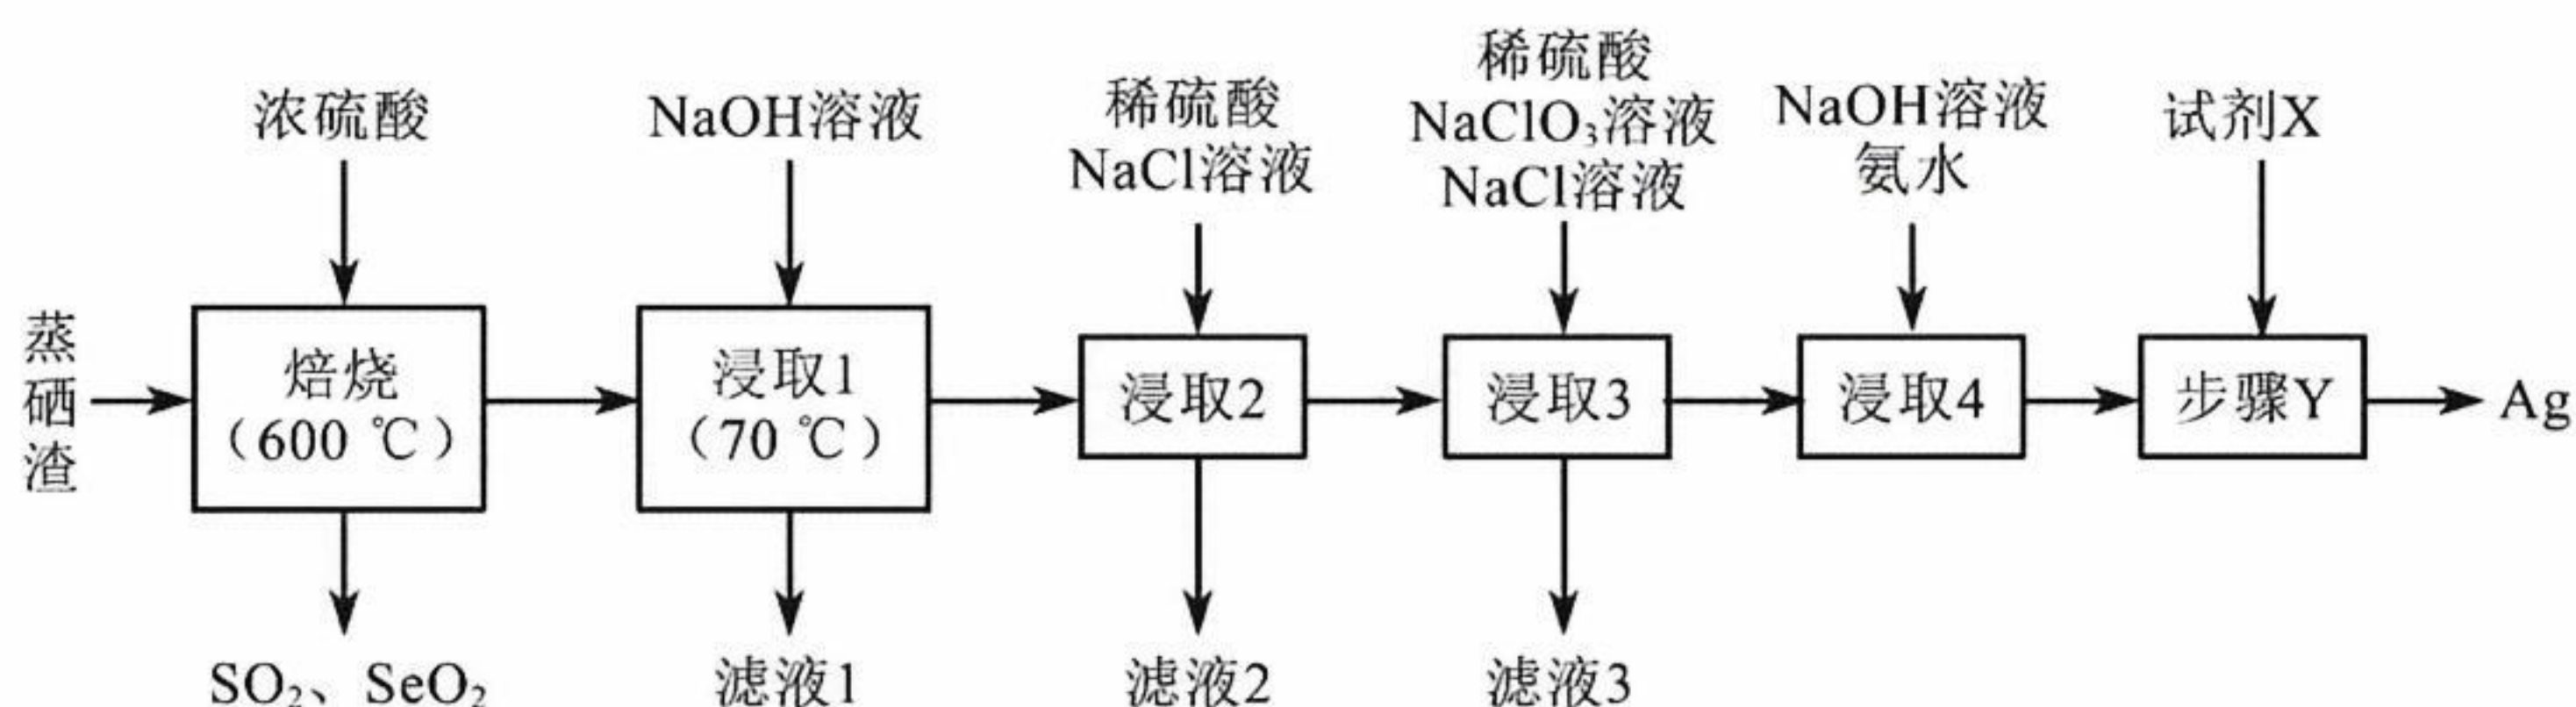 浓硫酸
NaOH溶液
稀硫酸
NaCl溶液
稀硫酸
NaClO₃溶液
NaCl溶液
NaOH溶液
氨水
试剂X
蒸硒渣
焙烧
（600 ℃）
浸取1
（70 ℃）
浸取2
浸取3
浸取4
步骤Y
Ag
SO₂、SeO₂
滤液1
滤液2
滤液3